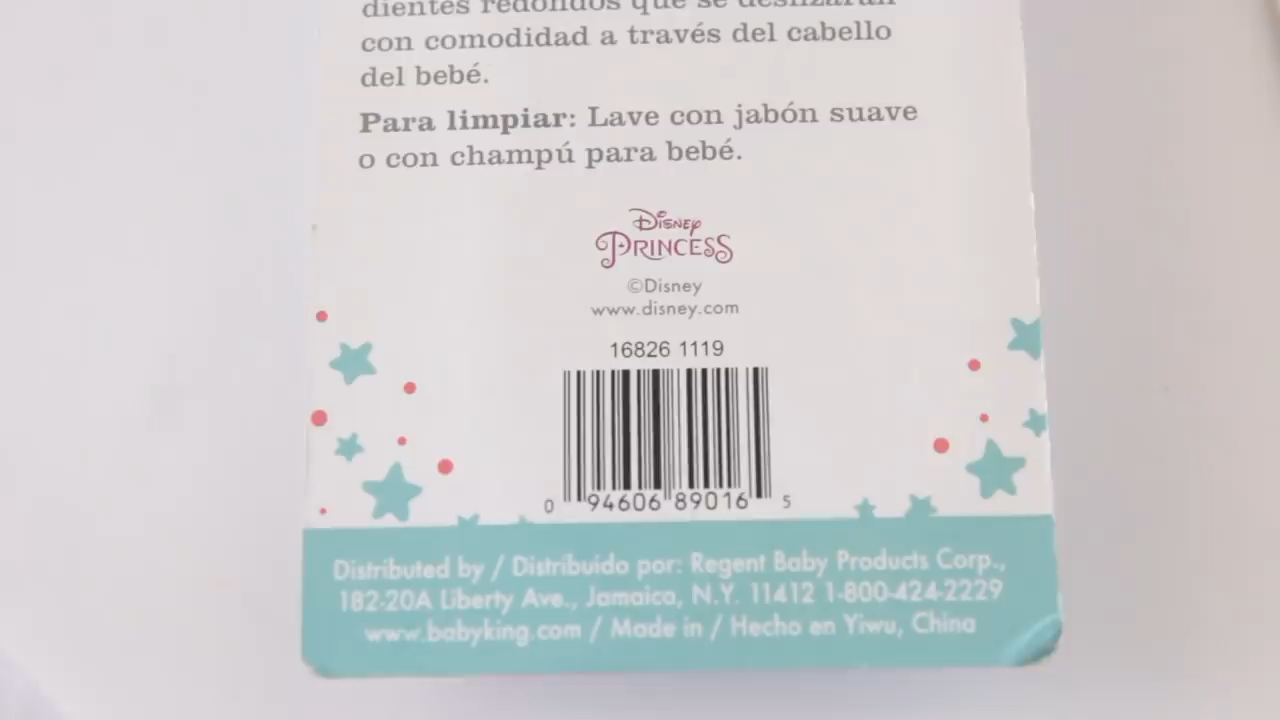 dientes redondos que se deslizarán
con comodidad a través del cabello
del bebé.
Para limpiar: Lave con jabón suave
o con champú para bebé.
Disney
PRINCESS
©Disney
www.disney.com
16826 1119
0 94606 89016 5
Distributed by / Distribuido por: Regent Baby Products Corp.,
182-20A Liberty Ave., Jamaica, N.Y. 11412 1-800-424-2229
www.babyking.com / Made in / Hecho en Yiwu, China